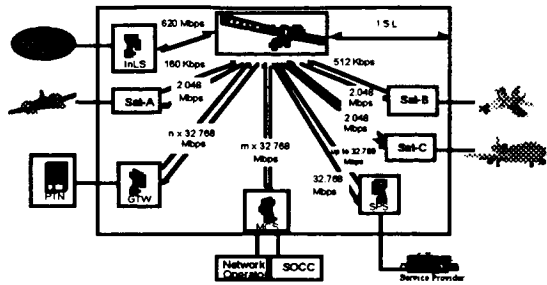 620 Mbps
I S L
InLS
160 Kbps
512 Kbps
2.048
Mbps
Sat-A
2.048
Mbps
Sat-B
2.048
Mbps
Sat-C
n x 32.768
Mbps
m x 32.768
Mbps
up to 32.768
Mbps
32.768
Mbps
PTN
GTW
MCS
SPS
Network
Operator
SOCC
Service Provider